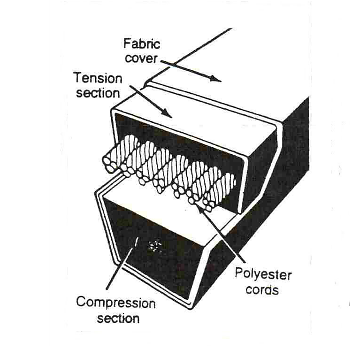 Fabric
cover
Tension
section
Polyester
cords
Compression
section